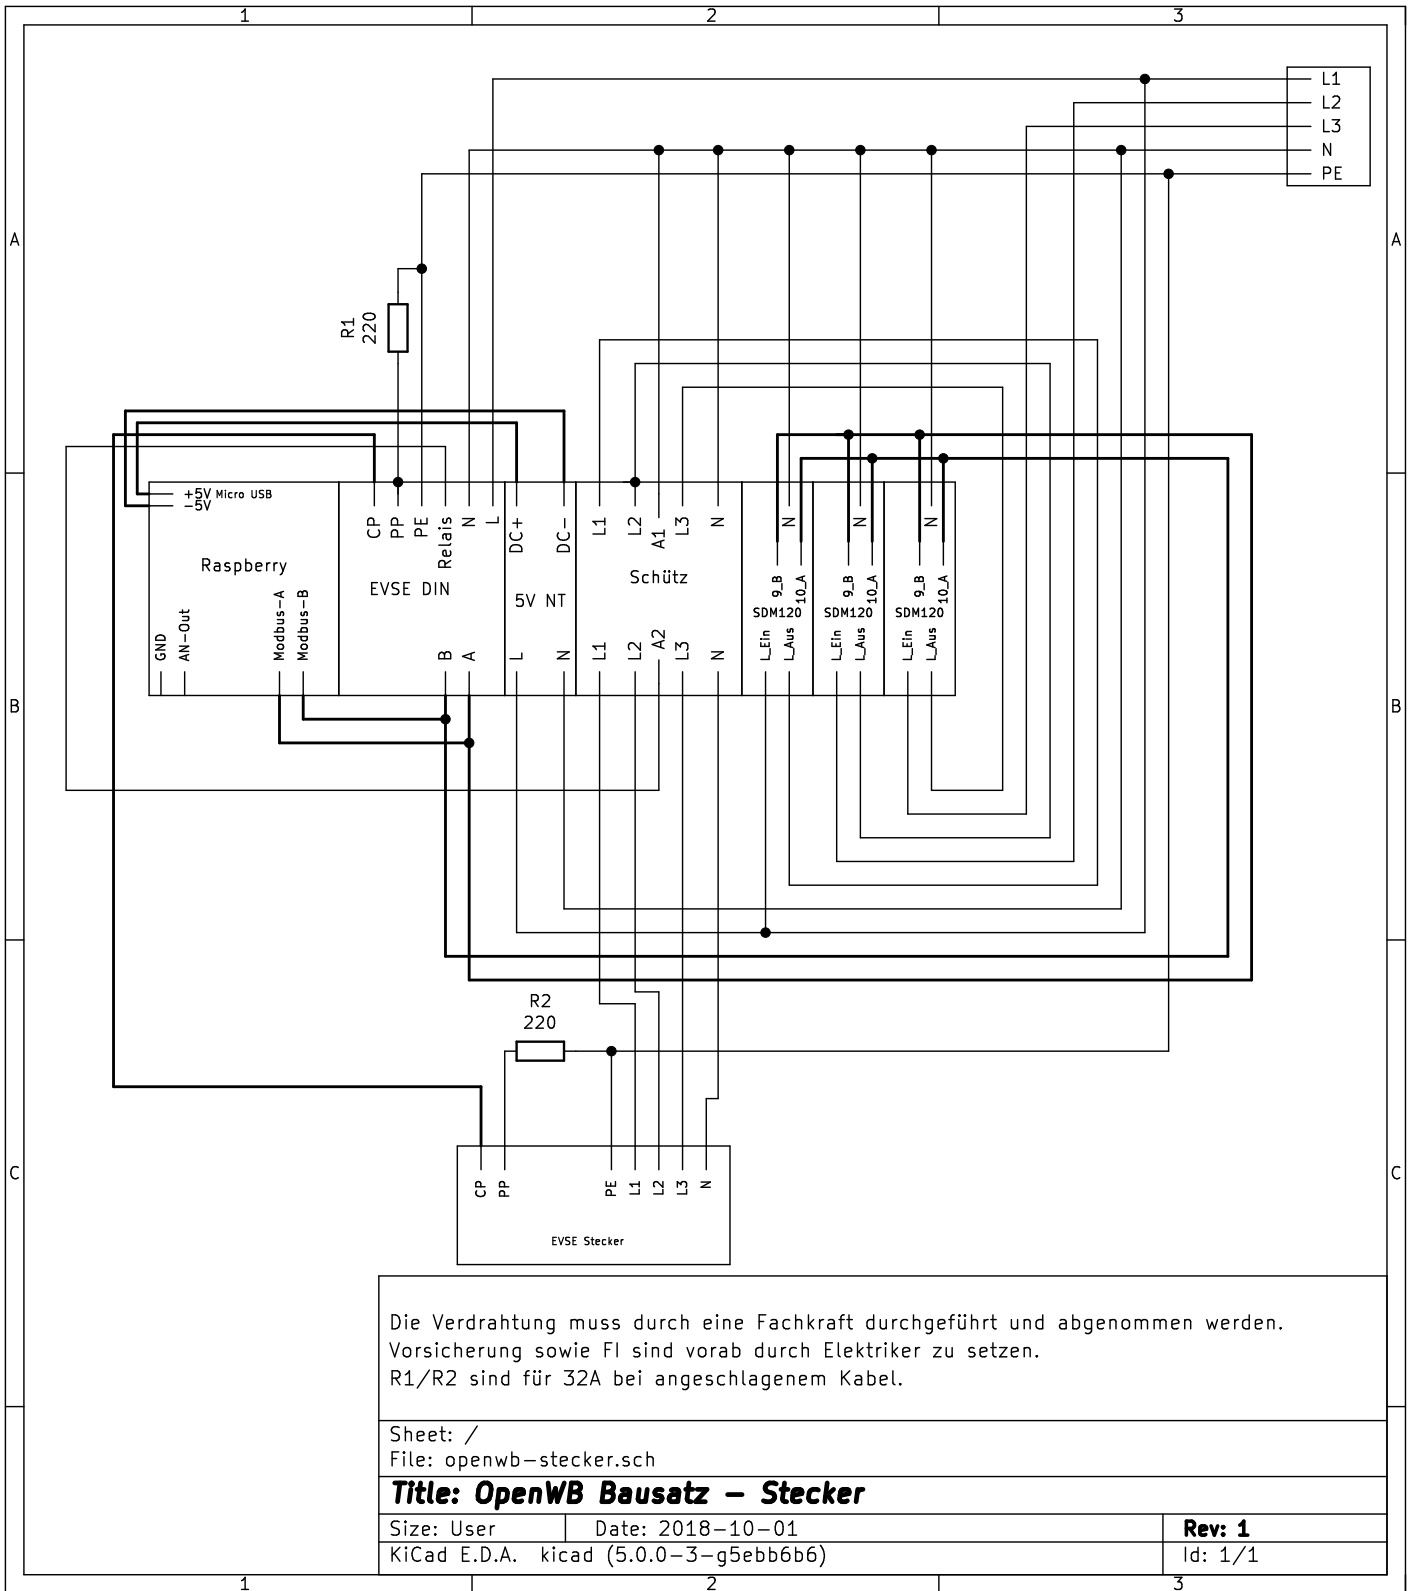 1 2 3
L1
L2
L3
N
PE
A A
R1
220
+5V Micro USB
-5V
CP
PP
PE
Relais
N
L
DC+
DC-
L1
L2
A1
L3
N
N
N
N
Raspberry
EVSE DIN
5V NT
Schütz
9_B
10_A
9_B
10_A
9_B
10_A
SDM120 SDM120 SDM120
GND
AN-Out
Modbus-A
Modbus-B
B
A
L
N
L1
L2
A2
L3
N
L_Ein
L_Aus
L_Ein
L_Aus
L_Ein
L_Aus
B B
R2
220
C C
CP
PP
PE
L1
L2
L3
N
EVSE Stecker
Die Verdrahtung muss durch eine Fachkraft durchgeführt und abgenommen werden.
Vorsicherung sowie FI sind vorab durch Elektriker zu setzen.
R1/R2 sind für 32A bei angeschlagenem Kabel.
Sheet: /
File: openwb-stecker.sch
Title: OpenWB Bausatz - Stecker
Size: User Date: 2018-10-01 Rev: 1
KiCad E.D.A. kicad (5.0.0-3-g5ebb6b6) Id: 1/1
1 2 3